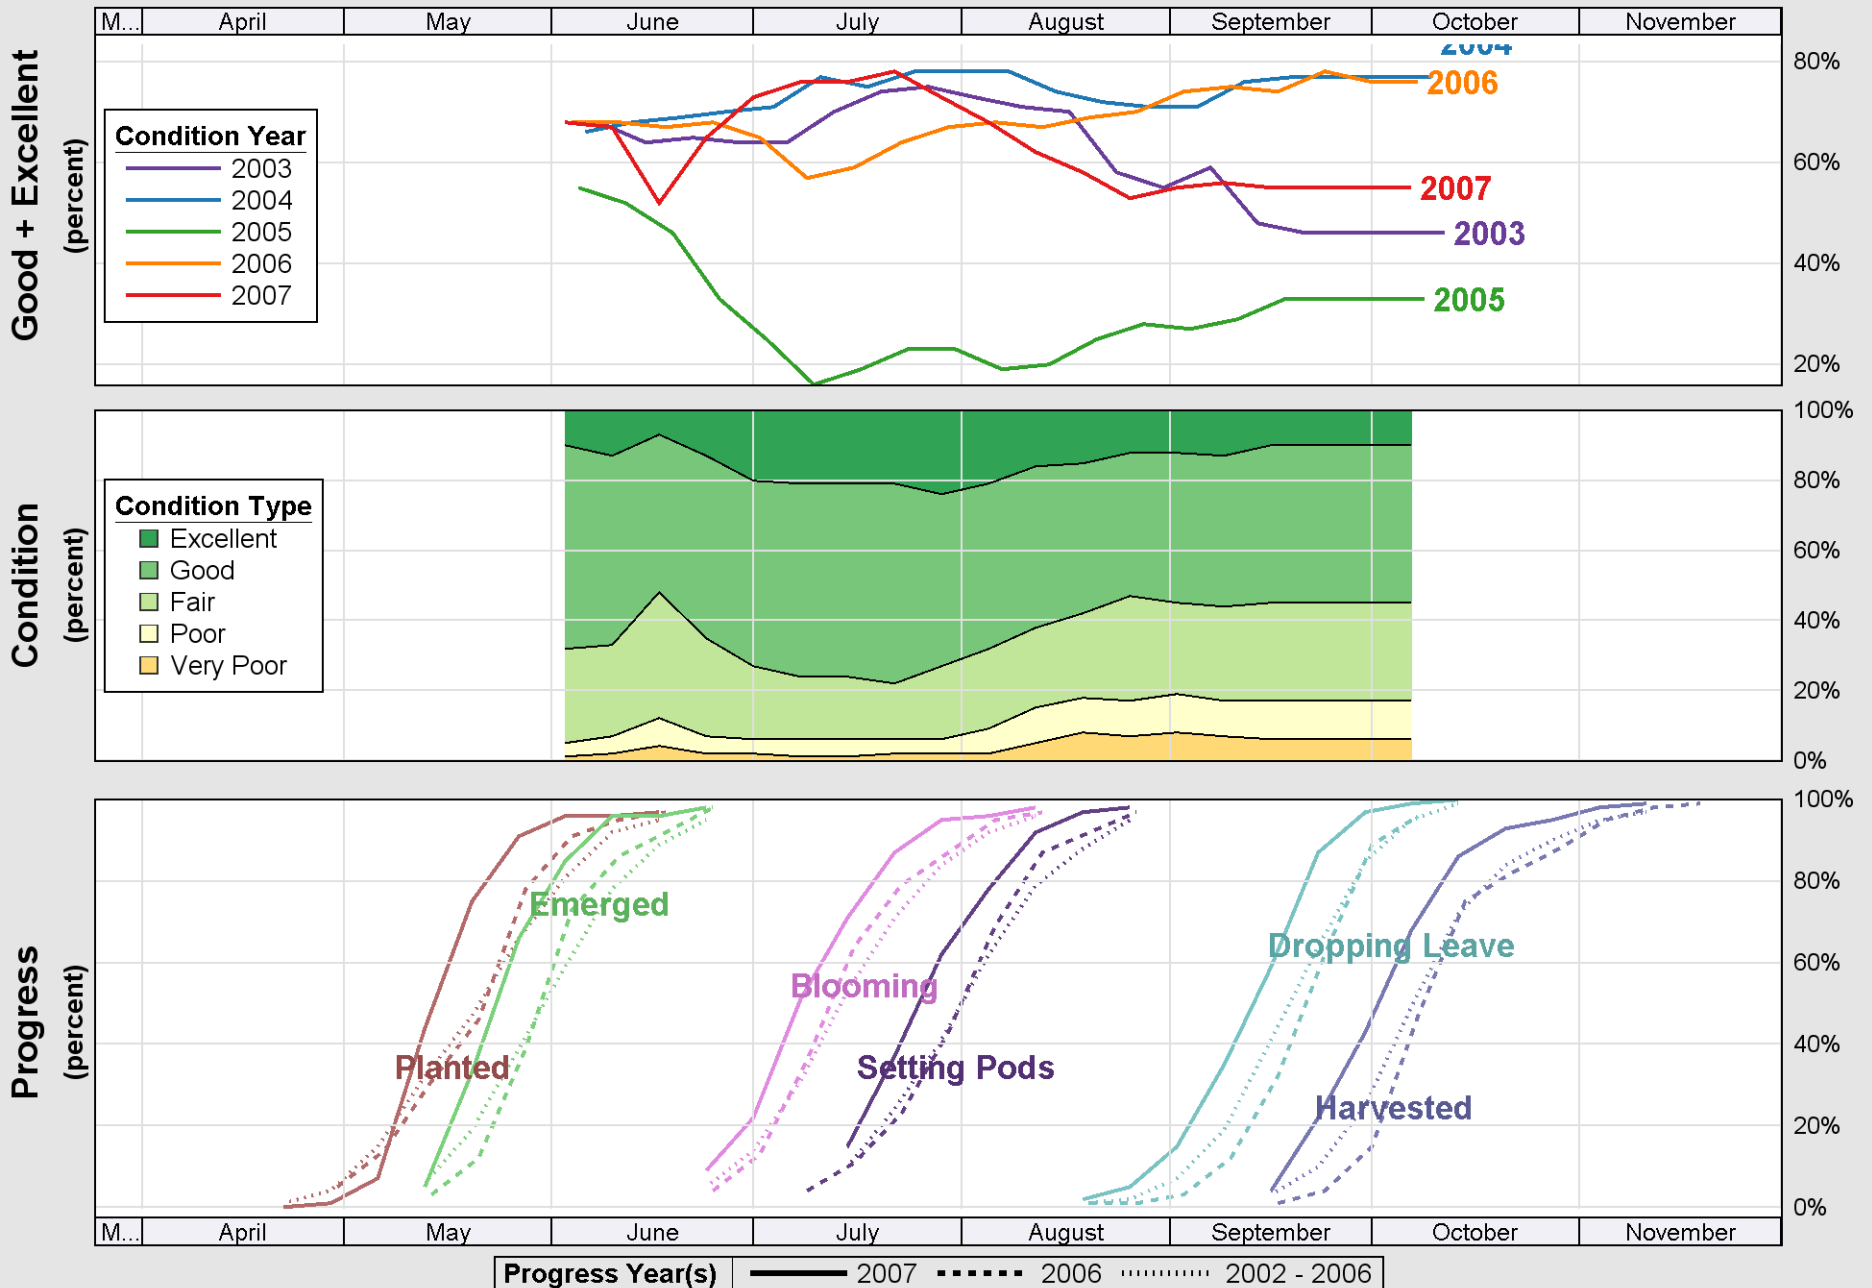 M... April May June July August September October November
Good + Excellent
(percent)
80%
60%
40%
20%
Condition Year
2003
2004
2005
2006
2007
2004
2006
2007
2003
2005
Condition
(percent)
100%
80%
60%
40%
20%
0%
Condition Type
Excellent
Good
Fair
Poor
Very Poor
Progress
(percent)
100%
80%
60%
40%
20%
0%
Emerged
Dropping Leave
Blooming
Planted
Setting Pods
Harvested
M... April May June July August September October November
Progress Year(s) 2007 2006 2002 - 2006